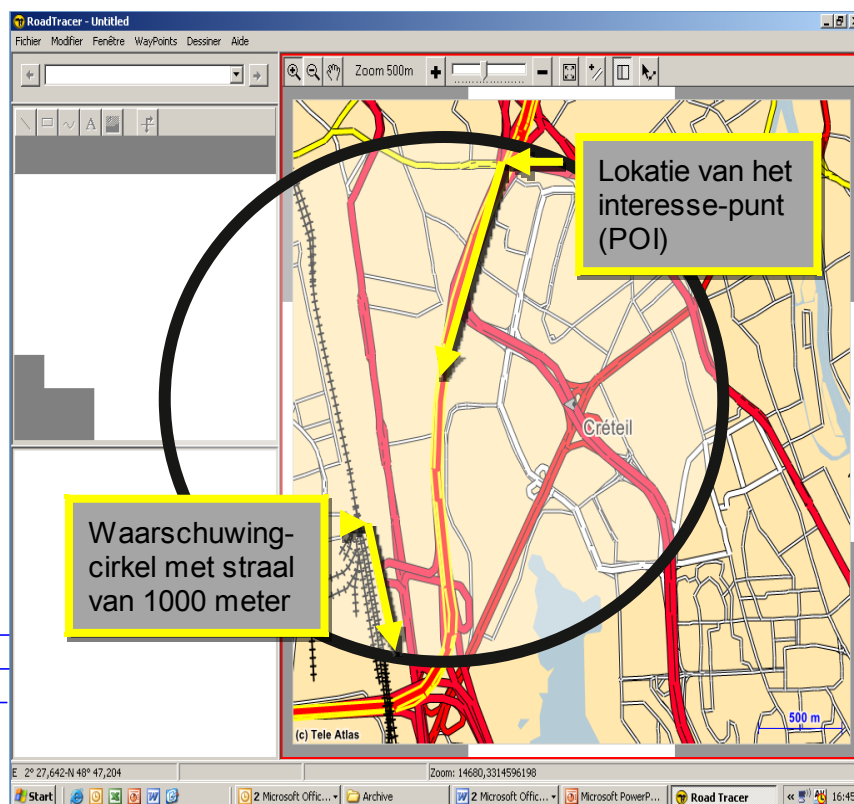 RoadTracer - Untitled
Fichier Modifier Fenêtre WayPoints Dessiner Aide
Zoom 500m
A
Lokatie van het
interesse-punt
(POI)
Créteil
Waarschuwing-
cirkel met straal
van 1000 meter
500 m
(c) Tele Atlas
E 2° 27,642-N 48° 47,204
Zoom: 14680,3314596198
Start
2 Microsoft Offic...
Archive
2 Microsoft Offic...
Microsoft PowerP...
Road Tracer
16:45